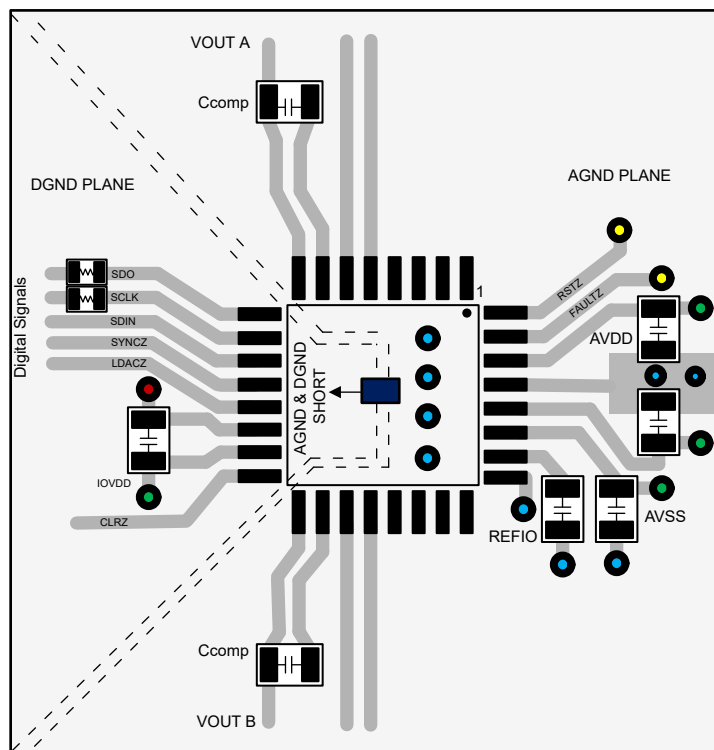 VOUT A
Ccomp
DGND PLANE
AGND PLANE
Digital Signals
SDO
SCLK
SDIN
SYNCZ
LDACZ
IOVDD
CLRZ
1
RSTZ
FAULTZ
AVDD
AGND & DGND
SHORT
REFIO
AVSS
Ccomp
VOUT B